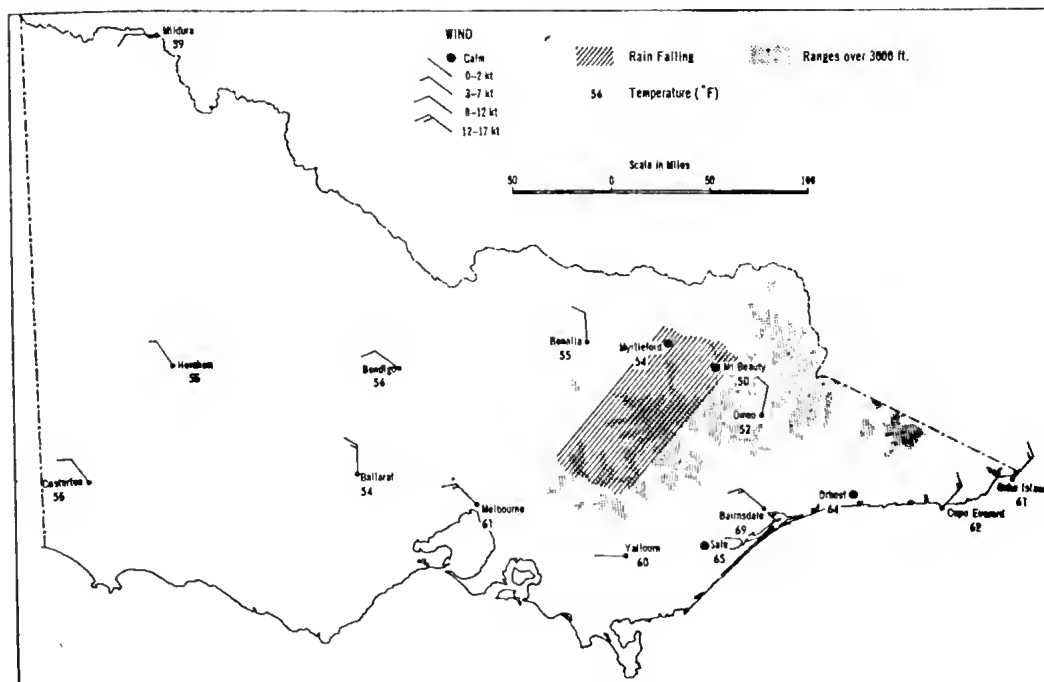 Mildura
59
WIND
Calm
0-2 kt
3-7 kt
8-12 kt
12-17 kt
Rain Falling
Ranges over 3000 ft.
56 Temperature (°F)
Scale in Miles
50 0 50 100
Horsham
55
Bendigo
56
Benalla
55
Myrtleford
54
Mt Beauty
50
Omeo
52
Casterton
56
Ballarat
54
Melbourne
61
Yallourn
60
Sale
65
Bairnsdale
69
Orbost
64
Cape Everard
62
Gabo Island
61